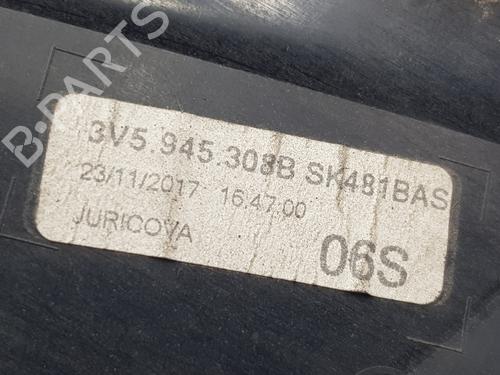 B-PARTS
3V5.945.308B SK481BAS
23/11/2017 16:47:00
JURICOVA
06S